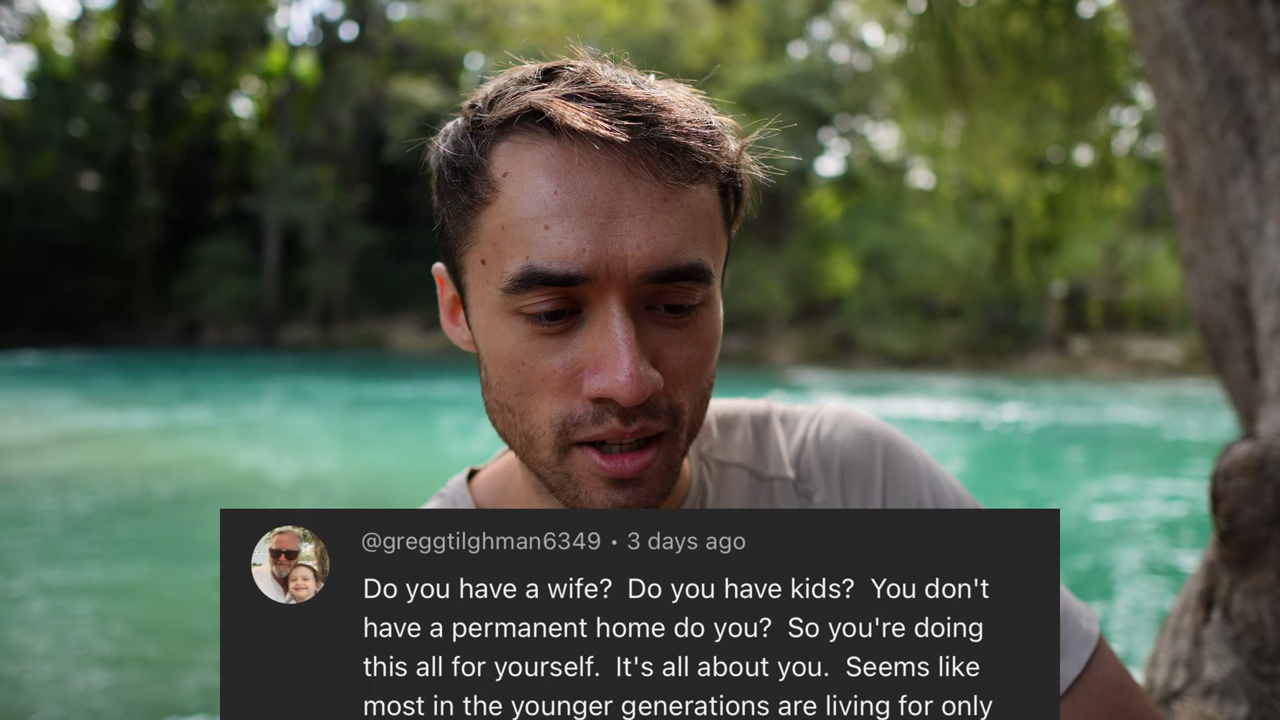 @greggtilghman6349 • 3 days ago
Do you have a wife?  Do you have kids?  You don't
have a permanent home do you?  So you're doing
this all for yourself.  It's all about you.  Seems like
most in the younger generations are living for only